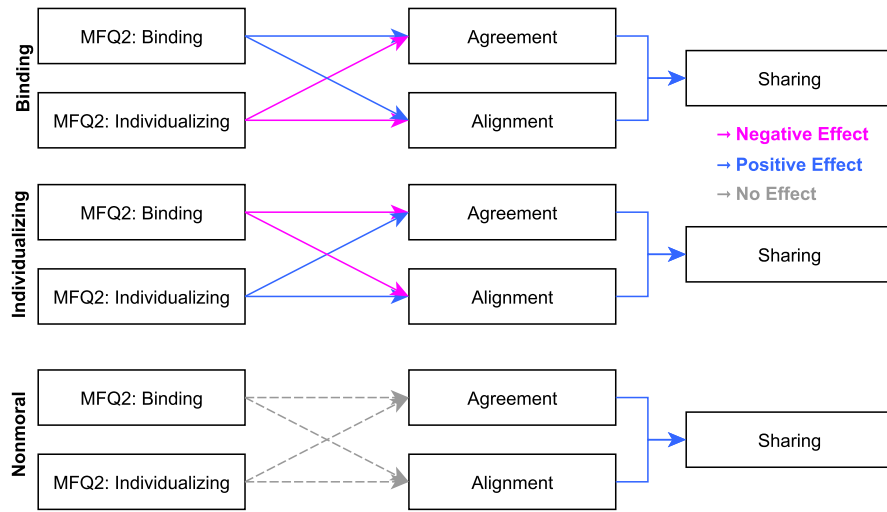 Binding
MFQ2: Binding
Agreement
MFQ2: Individualizing
Alignment
Sharing
→ Negative Effect
→ Positive Effect
→ No Effect
Individualizing
MFQ2: Binding
Agreement
MFQ2: Individualizing
Alignment
Sharing
Nonmoral
MFQ2: Binding
Agreement
MFQ2: Individualizing
Alignment
Sharing